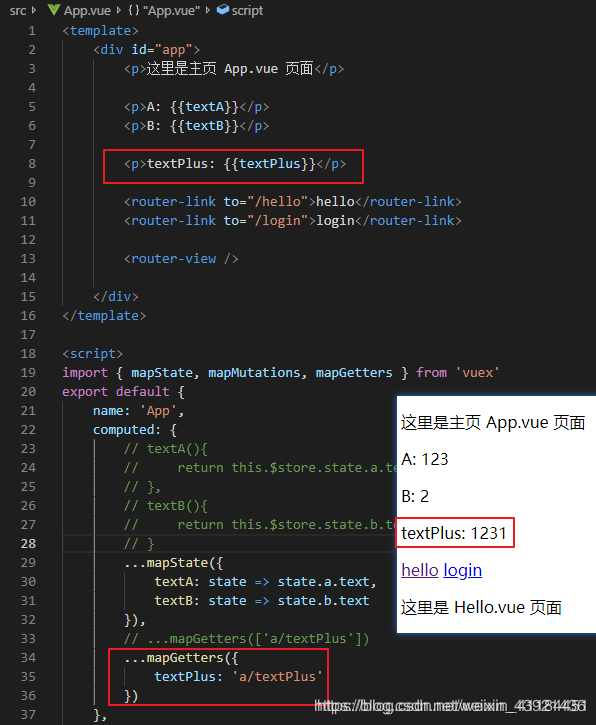 src > App.vue > {} "App.vue" > script
1 <template>
2 <div id="app">
3 <p>这里是主页 App.vue 页面</p>
4
5 <p>A: {{textA}}</p>
6 <p>B: {{textB}}</p>
7
8 <p>textPlus: {{textPlus}}</p>
9
10 <router-link to="/hello">hello</router-link>
11 <router-link to="/login">login</router-link>
12
13 <router-view />
14
15 </div>
16 </template>
17
18 <script>
19 import { mapState, mapMutations, mapGetters } from 'vuex'
20 export default {
21 name: 'App',
22 computed: {
23 // textA(){
24 // return this.$store.state.a.te
25 // },
26 // textB(){
27 // return this.$store.state.b.t
28 // }
29 ...mapState({
30 textA: state => state.a.text,
31 textB: state => state.b.text
32 }),
33 // ...mapGetters(['a/textPlus'])
34 ...mapGetters({
35 textPlus: 'a/textPlus'
36 })
37 },
这里是主页 App.vue 页面
A: 123
B: 2
textPlus: 1231
hello login
这里是 Hello.vue 页面